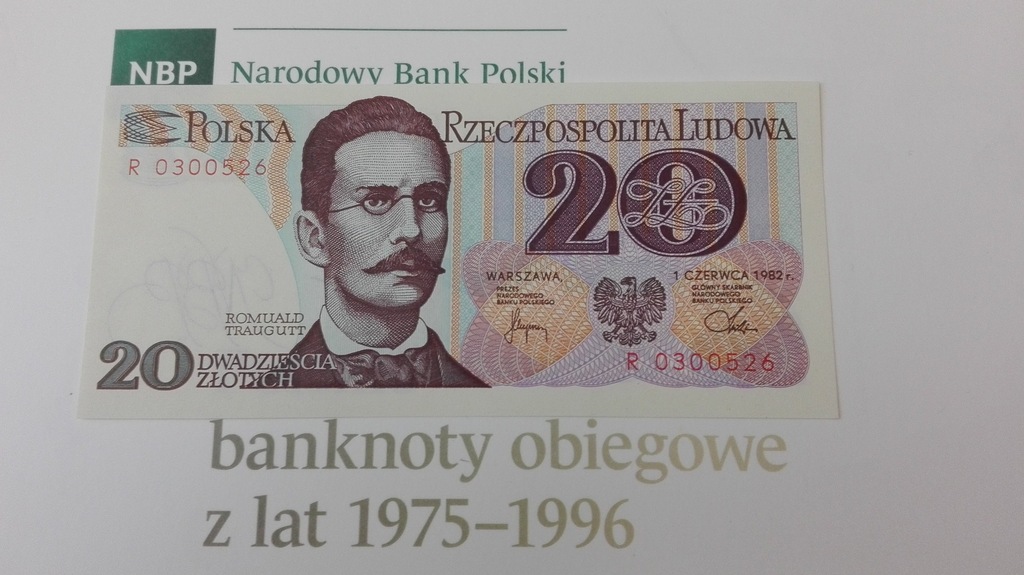 NBP Narodowy Bank Polski
POLSKA RZECZPOSPOLITA LUDOWA
R 0300526
20 ZŁ
WARSZAWA, 1 CZERWCA 1982 r.
PREZES NARODOWEGO BANKU POLSKIEGO
GŁÓWNY SKARBNIK NARODOWEGO BANKU POLSKIEGO
ROMUALD
TRAUGUTT
R 0300526
20 DWADZIEŚCIA
ZŁOTYCH
banknoty obiegowe
z lat 1975–1996